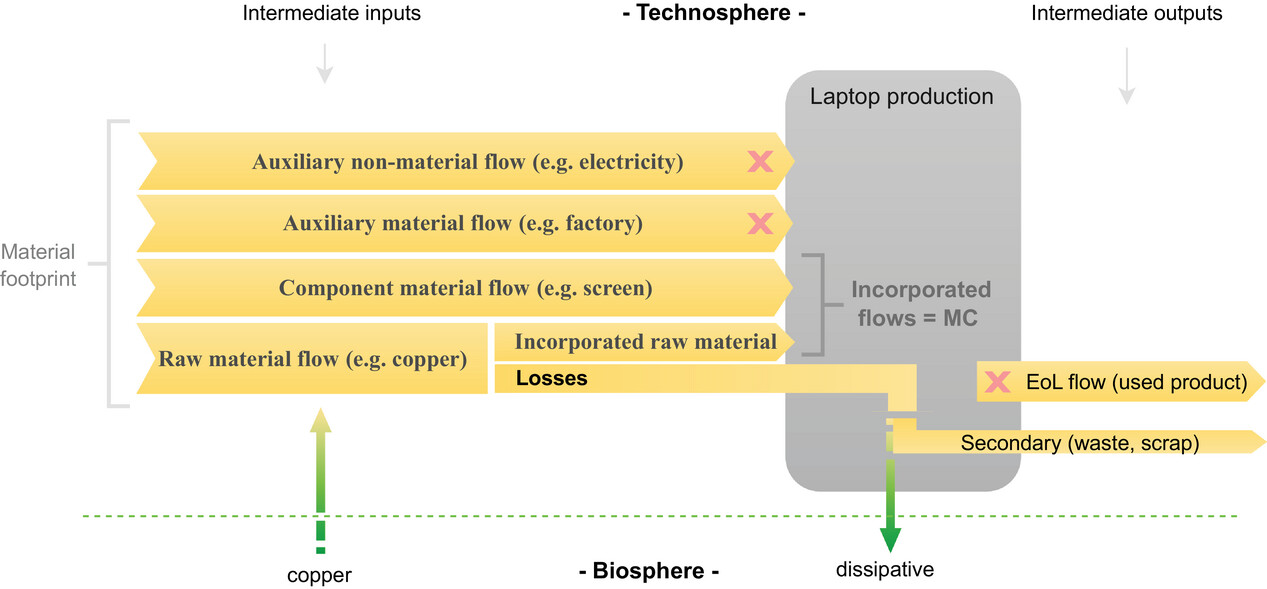 Intermediate inputs
- Technosphere -
Intermediate outputs
Laptop production
Auxiliary non-material flow (e.g. electricity)
Auxiliary material flow (e.g. factory)
Material
footprint
Component material flow (e.g. screen)
Incorporated
flows = MC
Raw material flow (e.g. copper)
Incorporated raw material
Losses
EoL flow (used product)
Secondary (waste, scrap)
copper
- Biosphere -
dissipative